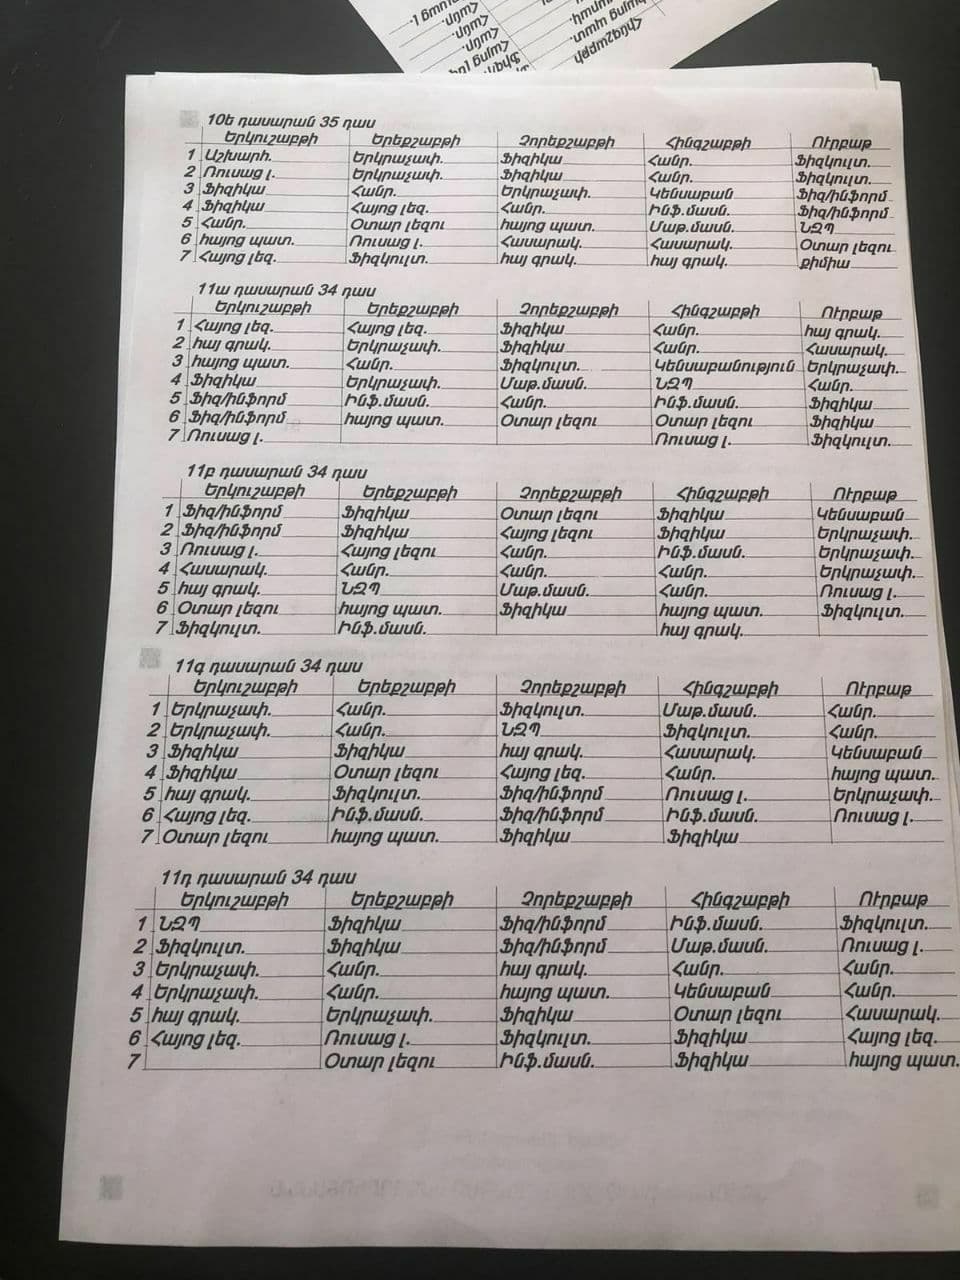 10ե դասարան 35 դաս
Երկուշաբթի Երեքշաբթի Չորեքշաբթի Հինգշաբթի Ուրբաթ
1 Աշխարհ. Երկրաչափ. Ֆիզիկա Հանր. Ֆիզկուլտ.
2 Ռուսաց լ. Երկրաչափ. Ֆիզիկա Հանր. Ֆիզկուլտ.
3 Ֆիզիկա Հանր. Երկրաչափ. Կենսաբան Ֆիզ/ինֆորմ
4 Ֆիզիկա Հայոց լեզ. Հանր. Ինֆ.մասն. Ֆիզ/ինֆորմ
5 Հանր. Օտար լեզու հայոց պատ. Մաթ.մասն. ՆԶՊ
6 հայոց պատ. Ռուսաց լ. Հասարակ. Հասարակ. Օտար լեզու
7 Հայոց լեզ. Ֆիզկուլտ. հայ գրակ. հայ գրակ. քիմիա
11ա դասարան 34 դաս
Երկուշաբթի Երեքշաբթի Չորեքշաբթի Հինգշաբթի Ուրբաթ
1 Հայոց լեզ. Հայոց լեզ. Ֆիզիկա Հանր. հայ գրակ.
2 հայ գրակ. Երկրաչափ. Ֆիզիկա Հանր. Հասարակ.
3 հայոց պատ. Հանր. Ֆիզկուլտ. Կենսաբանություն Երկրաչափ.
4 Ֆիզիկա Երկրաչափ. Մաթ.մասն. ՆԶՊ Հանր.
5 Ֆիզ/ինֆորմ Ինֆ.մասն. Հանր. Ինֆ.մասն. Ֆիզիկա
6 Ֆիզ/ինֆորմ հայոց պատ. Օտար լեզու Օտար լեզու Ֆիզիկա
7 Ռուսաց լ. Ռուսաց լ. Ֆիզկուլտ.
11բ դասարան 34 դաս
Երկուշաբթի Երեքշաբթի Չորեքշաբթի Հինգշաբթի Ուրբաթ
1 Ֆիզ/ինֆորմ Ֆիզիկա Օտար լեզու Ֆիզիկա Կենսաբան
2 Ֆիզ/ինֆորմ Ֆիզիկա Հայոց լեզու Ֆիզիկա Երկրաչափ.
3 Ռուսաց լ. Հայոց լեզու Հանր. Ինֆ.մասն. Երկրաչափ.
4 Հասարակ. Հանր. Հանր. Հանր. Երկրաչափ.
5 հայ գրակ. ՆԶՊ Մաթ.մասն. Հանր. Ռուսաց լ.
6 Օտար լեզու հայոց պատ. Ֆիզիկա հայոց պատ. Ֆիզկուլտ.
7 Ֆիզկուլտ. Ինֆ.մասն. հայ գրակ.
11գ դասարան 34 դաս
Երկուշաբթի Երեքշաբթի Չորեքշաբթի Հինգշաբթի Ուրբաթ
1 Երկրաչափ. Հանր. Ֆիզկուլտ. Մաթ.մասն. Հանր.
2 Երկրաչափ. Հանր. ՆԶՊ Ֆիզկուլտ. Հանր.
3 Ֆիզիկա Ֆիզիկա հայ գրակ. Հասարակ. Կենսաբան
4 Ֆիզիկա Օտար լեզու Հայոց լեզ. Հանր. հայոց պատ.
5 հայ գրակ. Ֆիզկուլտ. Ֆիզ/ինֆորմ Ռուսաց լ. Երկրաչափ.
6 Հայոց լեզ. Ինֆ.մասն. Ֆիզ/ինֆորմ Ինֆ.մասն. Ռուսաց լ.
7 Օտար լեզու հայոց պատ. Ֆիզիկա Ֆիզիկա
11դ դասարան 34 դաս
Երկուշաբթի Երեքշաբթի Չորեքշաբթի Հինգշաբթի Ուրբաթ
1 ՆԶՊ Ֆիզիկա Ֆիզ/ինֆորմ Ինֆ.մասն. Ֆիզկուլտ.
2 Ֆիզկուլտ. Ֆիզիկա Ֆիզ/ինֆորմ Մաթ.մասն. Ռուսաց լ.
3 Երկրաչափ. Հանր. հայ գրակ. Հանր. Հանր.
4 Երկրաչափ. Հանր. հայոց պատ. Կենսաբան Հանր.
5 հայ գրակ. Երկրաչափ. Ֆիզիկա Օտար լեզու Հասարակ.
6 Հայոց լեզ. Ռուսաց լ. Ֆիզկուլտ. Ֆիզիկա Հայոց լեզ.
7 Օտար լեզու Ինֆ.մասն. Ֆիզիկա հայոց պատ.